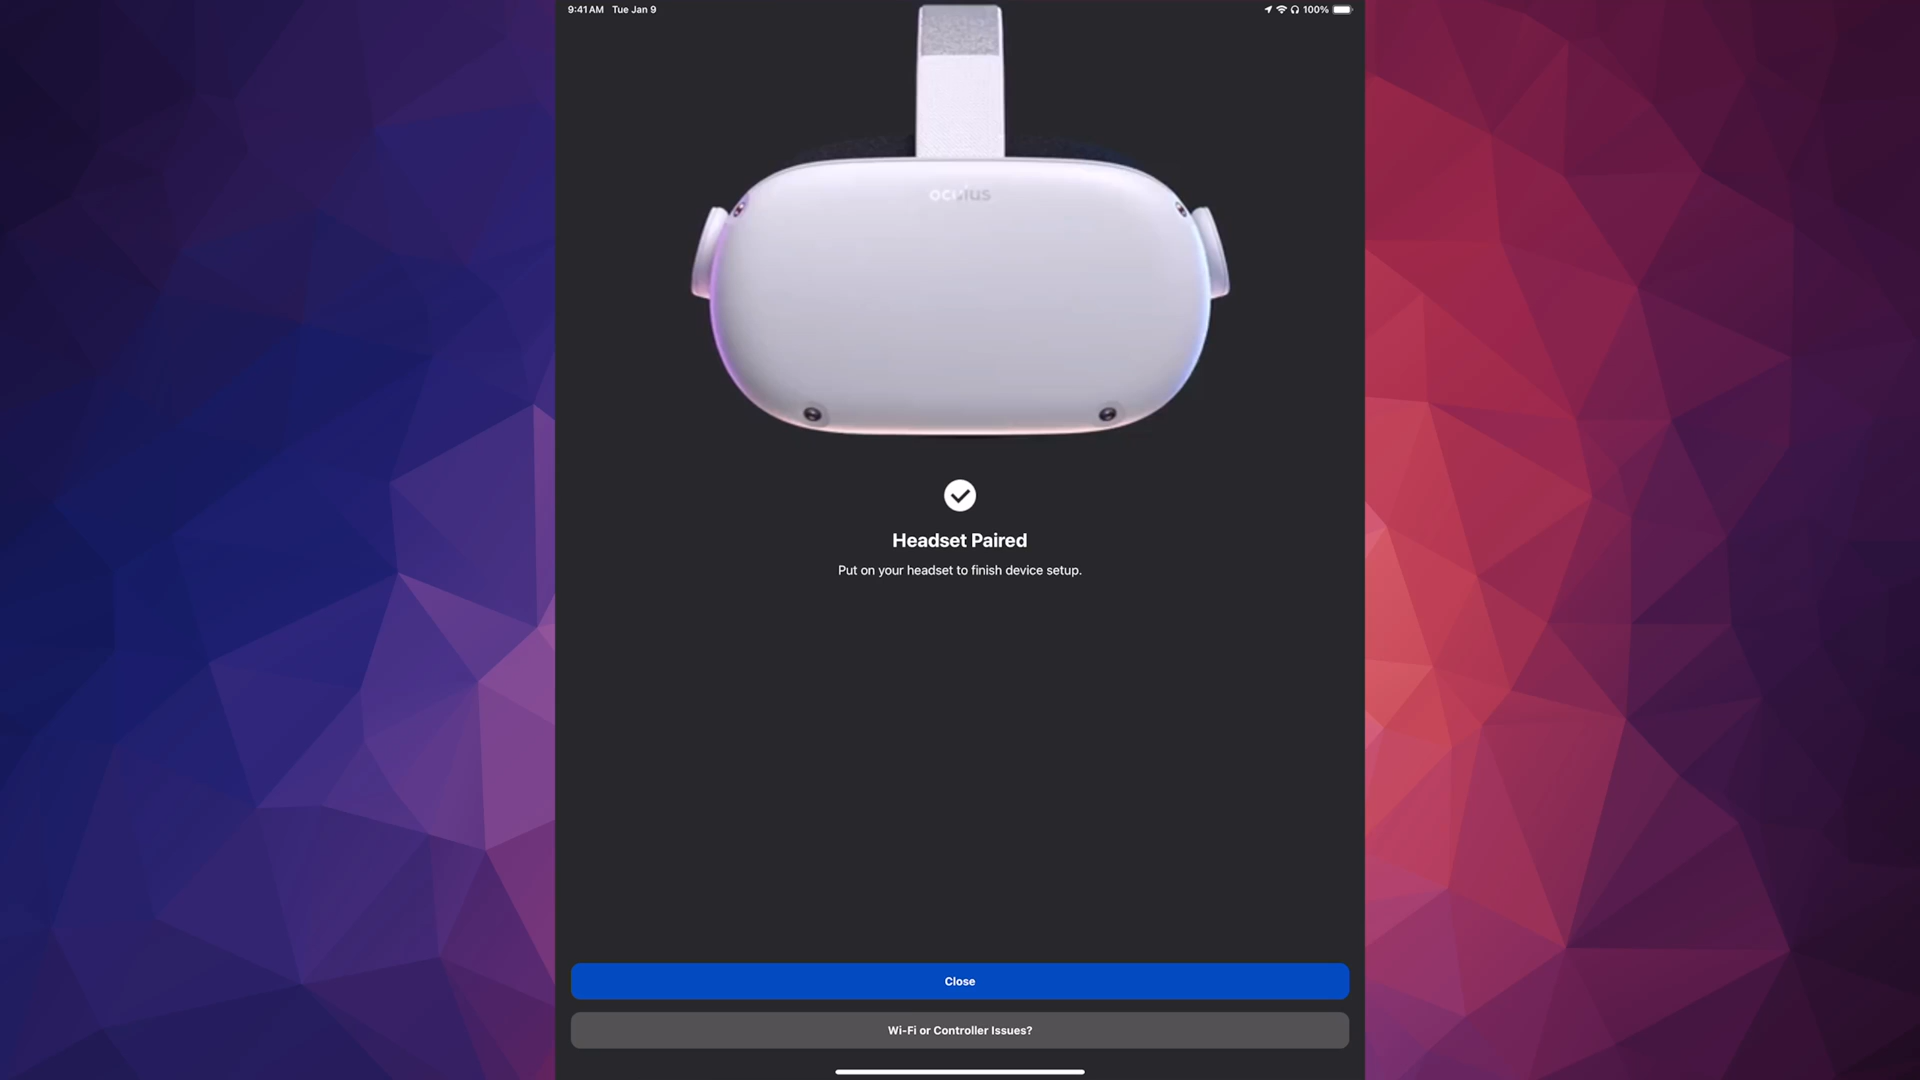 9:41 AM Tue Jan 9
100%
oculus
Headset Paired
Put on your headset to finish device setup.
Close
Wi-Fi or Controller Issues?